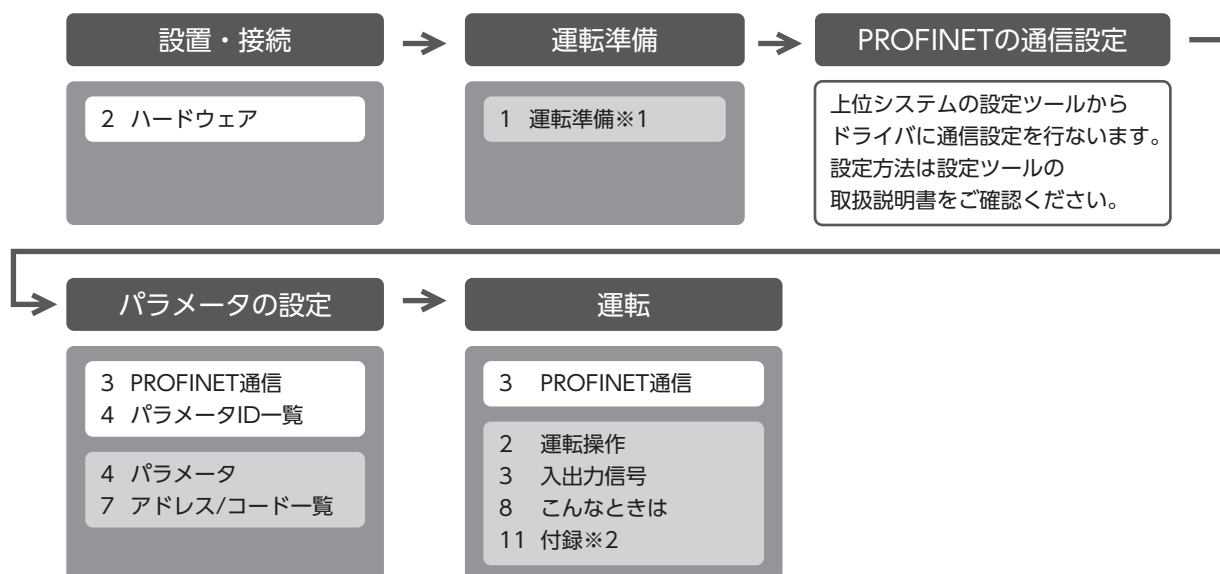 設置・接続
2 ハードウェア
運転準備
1 運転準備※1
PROFINETの通信設定
上位システムの設定ツールから
ドライバに通信設定を行ないます。
設定方法は設定ツールの
取扱説明書をご確認ください。
パラメータの設定
3 PROFINET通信
4 パラメータID一覧
4 パラメータ
7 アドレス/コード一覧
運転
3 PROFINET通信
2 運転操作
3 入出力信号
8 こんなときは
11 付録※2